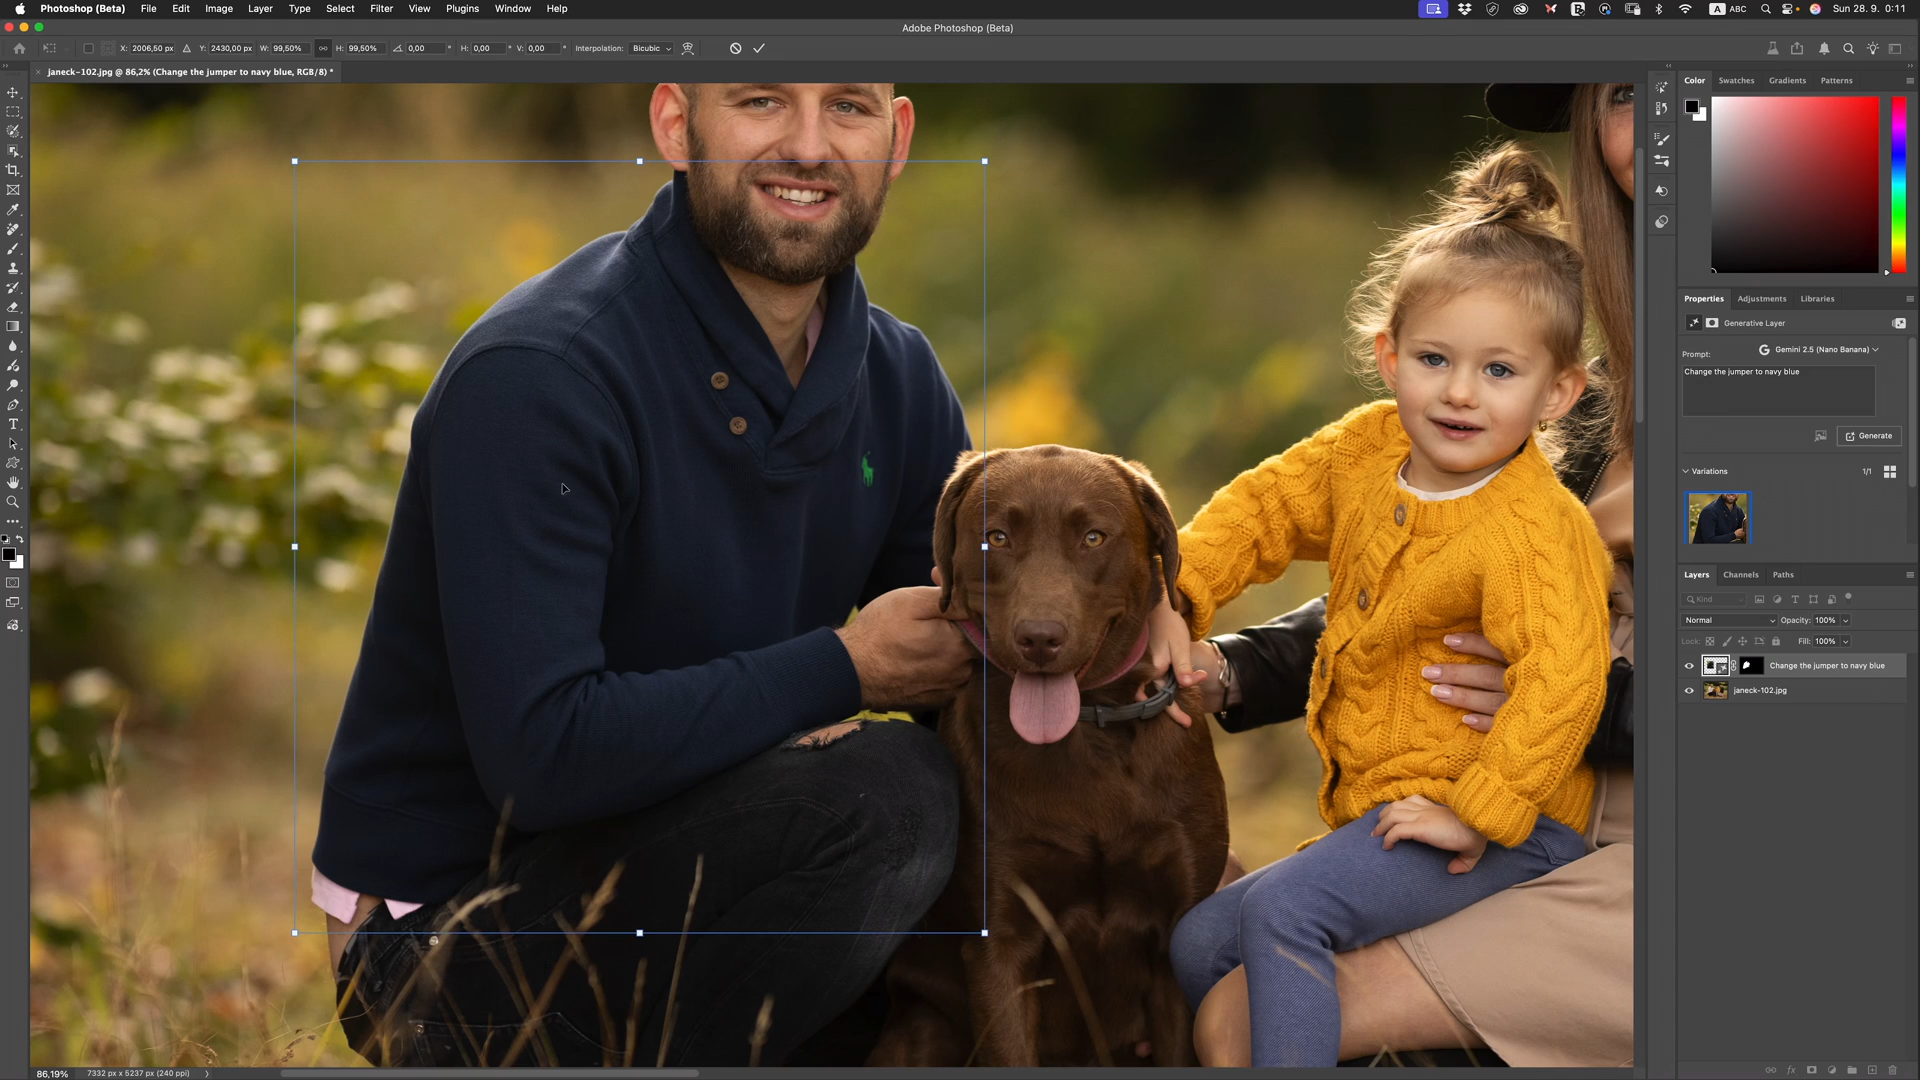 Photoshop (Beta) File Edit Image Layer Type Select Filter View Plugins Window Help ABC Sun 28. 9. 0:11
Adobe Photoshop (Beta)
X: 2006,50 px Y: 2430,00 px W: 99,50% H: 99,50% 0,00 ° H: 0,00 ° V: 0,00 ° Interpolation: Bicubic
janeck-102.jpg @ 86,2% (Change the jumper to navy blue, RGB/8) *
Color Swatches Gradients Patterns
Properties Adjustments Libraries
Generative Layer
Prompt: Gemini 2.5 (Nano Banana)
Change the jumper to navy blue
Generate
Variations 1/1
Layers Channels Paths
Kind
Normal Opacity: 100%
Lock: Fill: 100%
Change the jumper to navy blue
janeck-102.jpg
86,19% 7332 px x 5237 px (240 ppi)